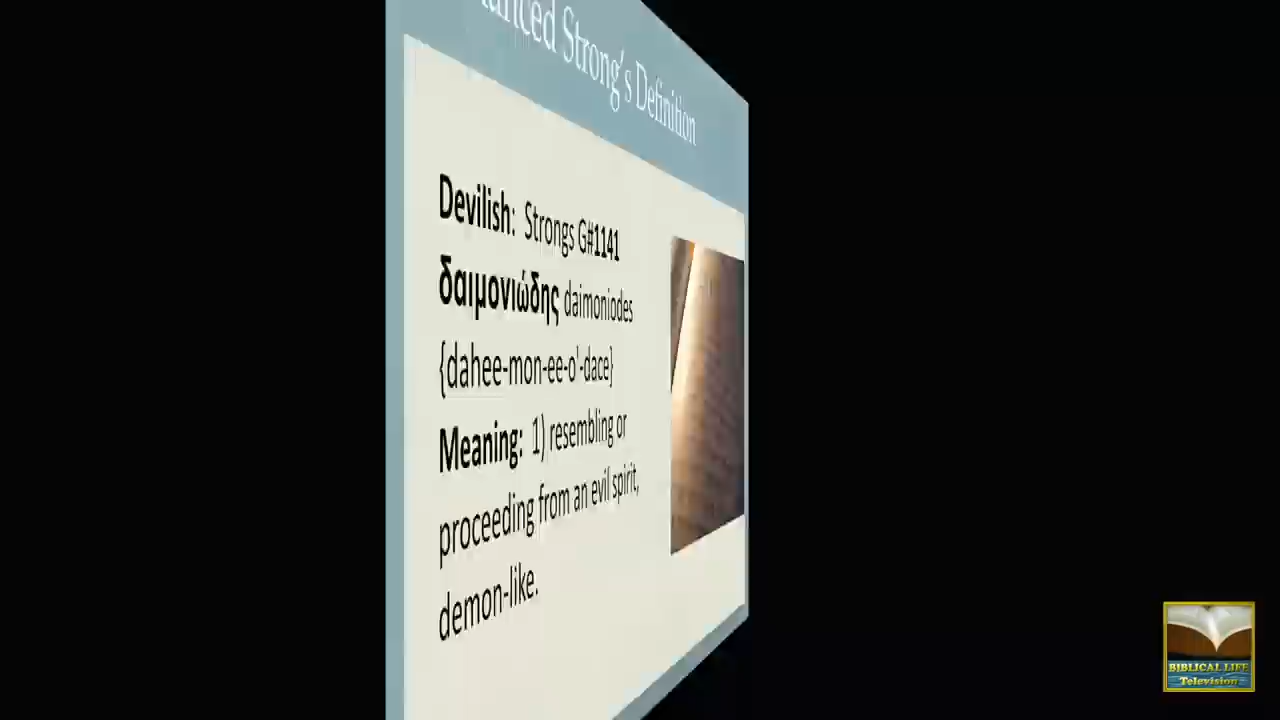 Strong's Definition
Devilish: Strongs G#1141
δαιμονιώδης daimoniodes
{dahee-mon-ee-o'-dace}
Meaning: 1) resembling or
proceeding from an evil spirit,
demon-like.
BIBLICAL LIFE
Television